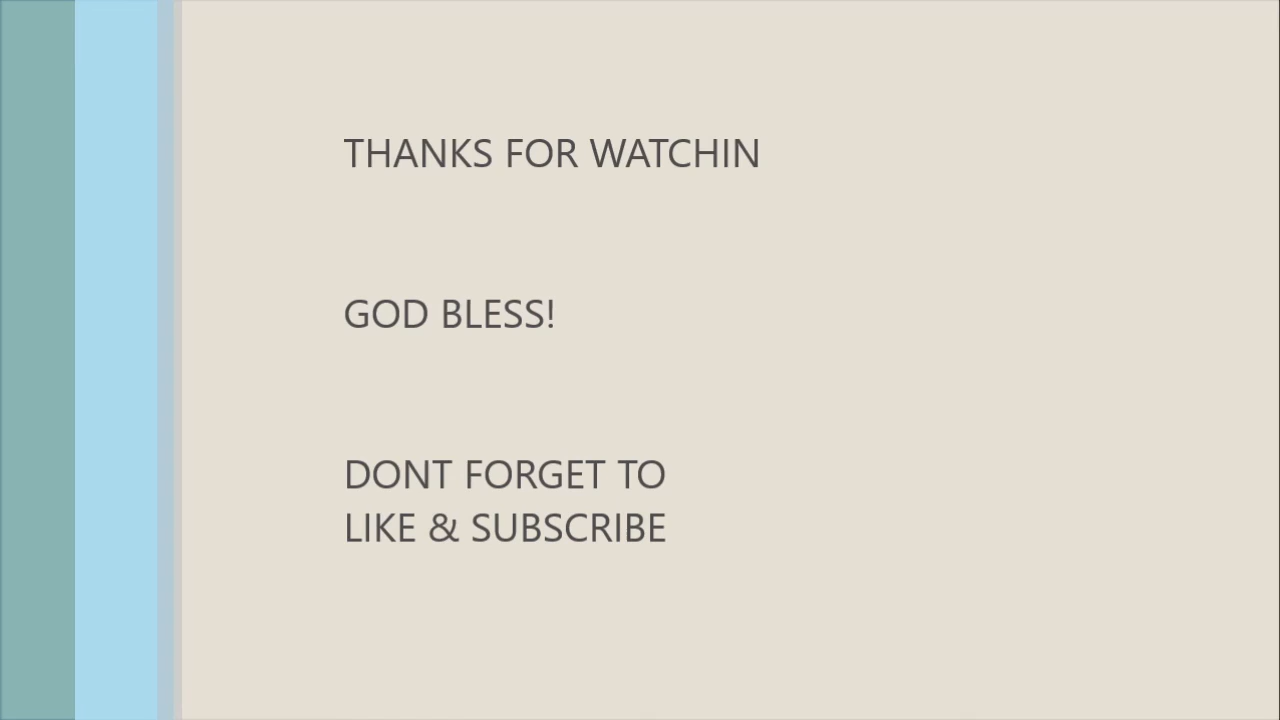 THANKS FOR WATCHIN
GOD BLESS!
DONT FORGET TO
LIKE & SUBSCRIBE